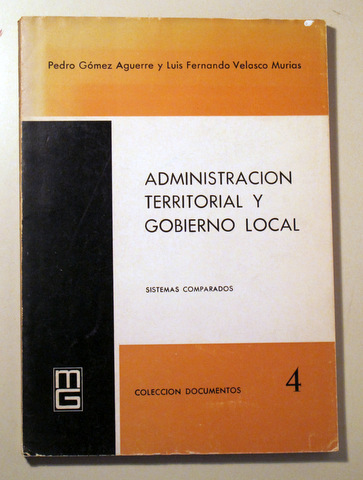 Pedro Gómez Aguerre y Luis Fernando Velasco Murias
ADMINISTRACION
TERRITORIAL Y
GOBIERNO LOCAL
SISTEMAS COMPARADOS
MG
COLECCION DOCUMENTOS 4